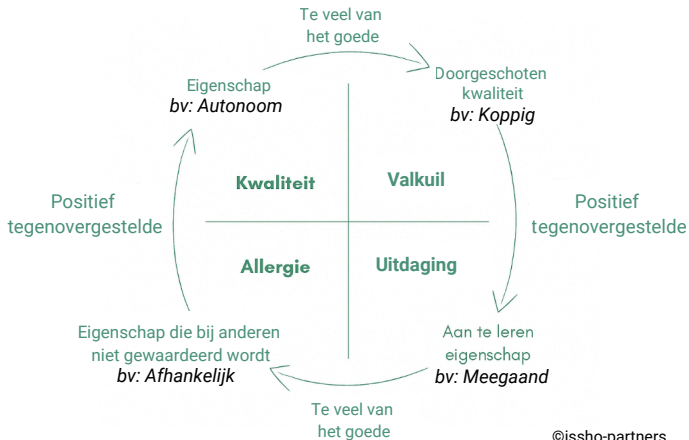 Te veel van
het goede
Eigenschap
bv: Autonoom
Doorgeschoten
kwaliteit
bv: Koppig
Kwaliteit
Valkuil
Positief
tegenovergestelde
Positief
tegenovergestelde
Allergie
Uitdaging
Eigenschap die bij anderen
niet gewaardeerd wordt
bv: Afhankelijk
Aan te leren
eigenschap
bv: Meegaand
Te veel van
het goede
©issho-partners